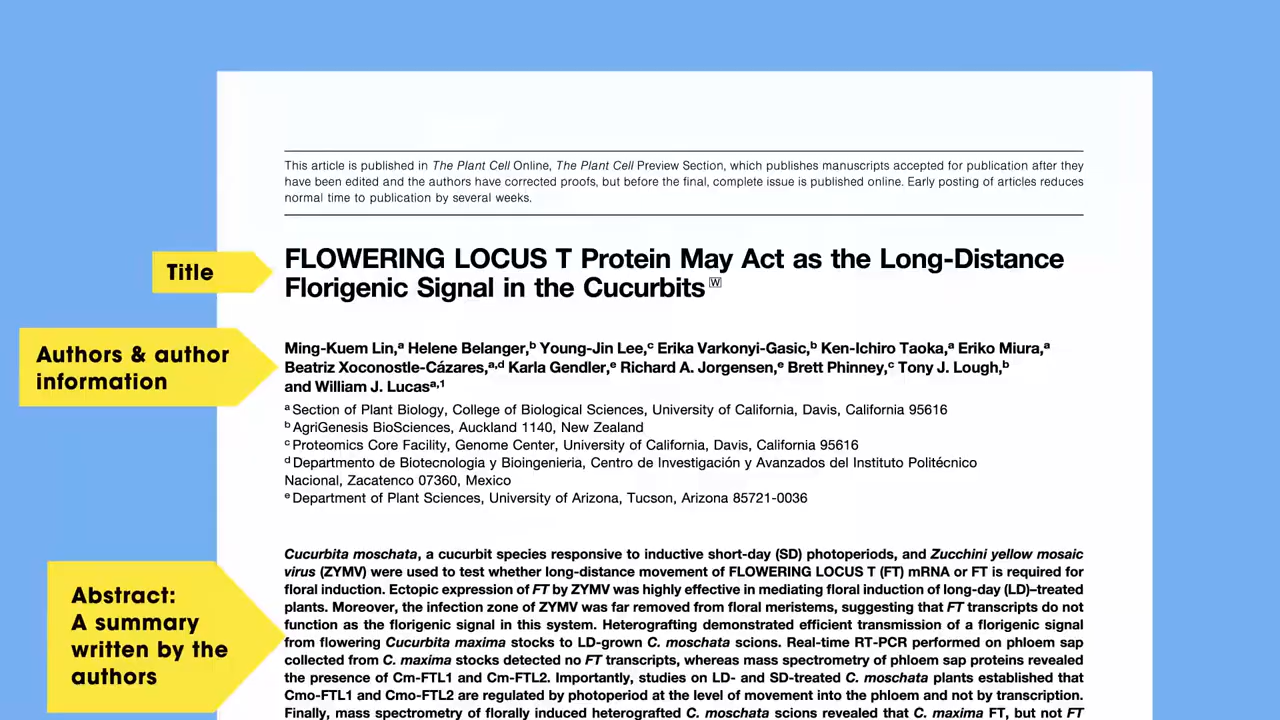 This article is published in The Plant Cell Online, The Plant Cell Preview Section, which publishes manuscripts accepted for publication after they
have been edited and the authors have corrected proofs, but before the final, complete issue is published online. Early posting of articles reduces
normal time to publication by several weeks.
Title
FLOWERING LOCUS T Protein May Act as the Long-Distance
Florigenic Signal in the Cucurbits W
Authors & author
information
Ming-Kuem Lin,a Helene Belanger,b Young-Jin Lee,c Erika Varkonyi-Gasic,b Ken-Ichiro Taoka,a Eriko Miura,a
Beatriz Xoconostle-Cázares,a,d Karla Gendler,e Richard A. Jorgensen,e Brett Phinney,c Tony J. Lough,b
and William J. Lucasa,1
a Section of Plant Biology, College of Biological Sciences, University of California, Davis, California 95616
b AgriGenesis BioSciences, Auckland 1140, New Zealand
c Proteomics Core Facility, Genome Center, University of California, Davis, California 95616
d Departmento de Biotecnologia y Bioingenieria, Centro de Investigación y Avanzados del Instituto Politécnico
Nacional, Zacatenco 07360, Mexico
e Department of Plant Sciences, University of Arizona, Tucson, Arizona 85721-0036
Abstract:
A summary
written by the
authors
Cucurbita moschata, a cucurbit species responsive to inductive short-day (SD) photoperiods, and Zucchini yellow mosaic
virus (ZYMV) were used to test whether long-distance movement of FLOWERING LOCUS T (FT) mRNA or FT is required for
floral induction. Ectopic expression of FT by ZYMV was highly effective in mediating floral induction of long-day (LD)–treated
plants. Moreover, the infection zone of ZYMV was far removed from floral meristems, suggesting that FT transcripts do not
function as the florigenic signal in this system. Heterografting demonstrated efficient transmission of a florigenic signal
from flowering Cucurbita maxima stocks to LD-grown C. moschata scions. Real-time RT-PCR performed on phloem sap
collected from C. maxima stocks detected no FT transcripts, whereas mass spectrometry of phloem sap proteins revealed
the presence of Cm-FTL1 and Cm-FTL2. Importantly, studies on LD- and SD-treated C. moschata plants established that
Cmo-FTL1 and Cmo-FTL2 are regulated by photoperiod at the level of movement into the phloem and not by transcription.
Finally, mass spectrometry of florally induced heterografted C. moschata scions revealed that C. maxima FT, but not FT